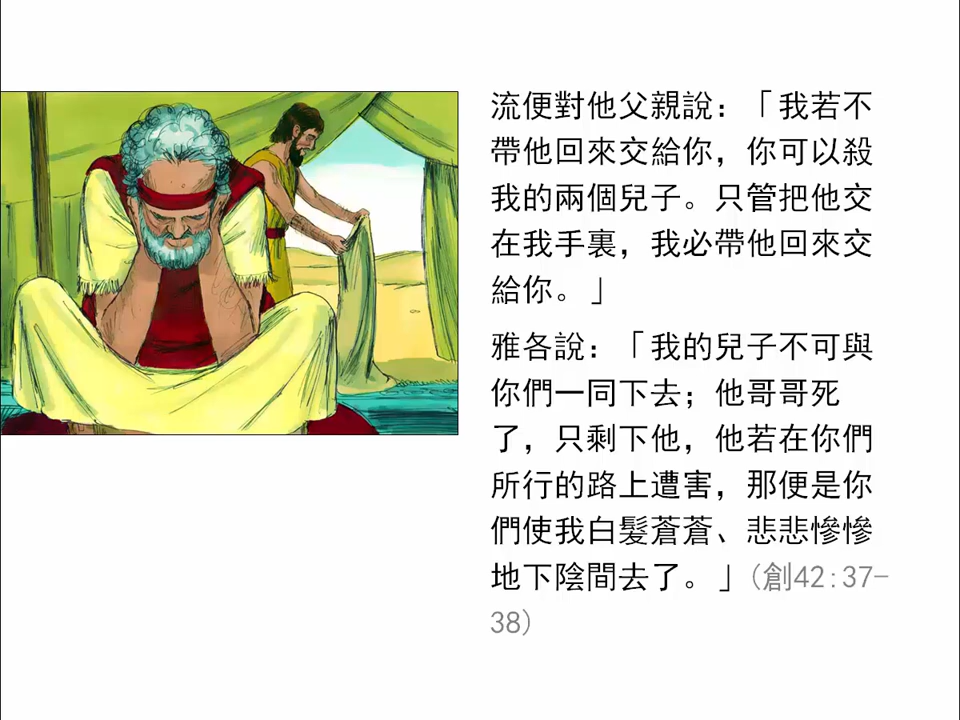 流便對他父親說：「我若不
帶他回來交給你，你可以殺
我的兩個兒子。只管把他交
在我手裏，我必帶他回來交
給你。」
雅各說：「我的兒子不可與
你們一同下去；他哥哥死
了，只剩下他，他若在你們
所行的路上遭害，那便是你
們使我白髮蒼蒼、悲悲慘慘
地下陰間去了。」(創42:37-
38)